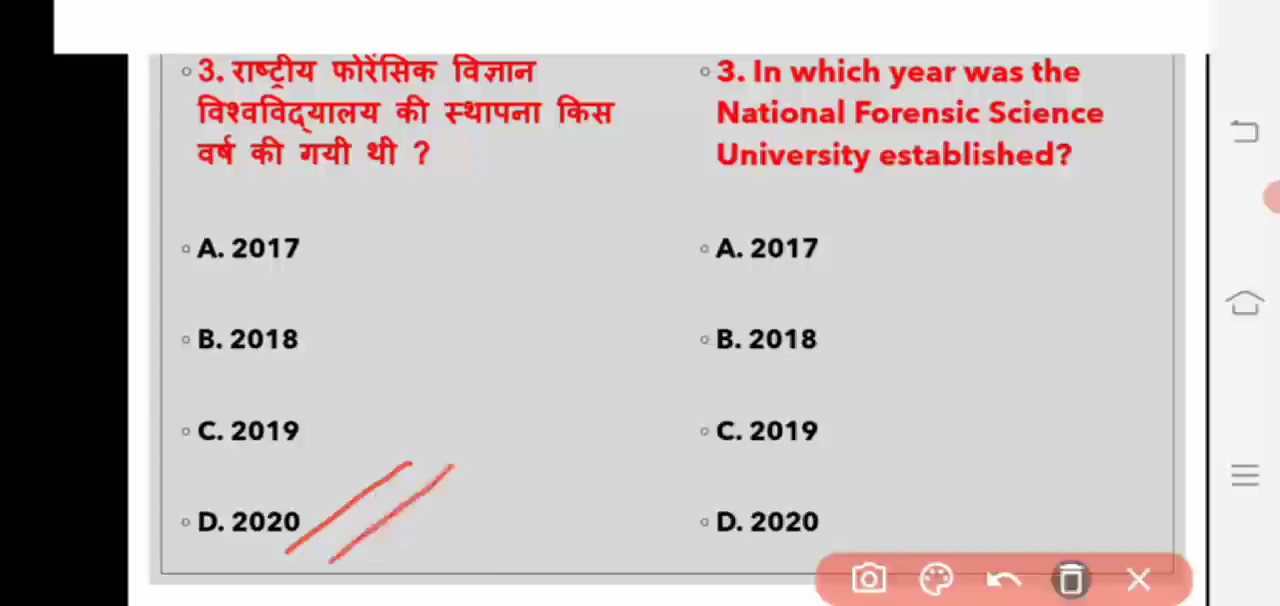 3. राष्ट्रीय फोरेंसिक विज्ञान
विश्वविद्यालय की स्थापना किस
वर्ष की गयी थी ?
A. 2017
B. 2018
C. 2019
D. 2020
3. In which year was the
National Forensic Science
University established?
A. 2017
B. 2018
C. 2019
D. 2020